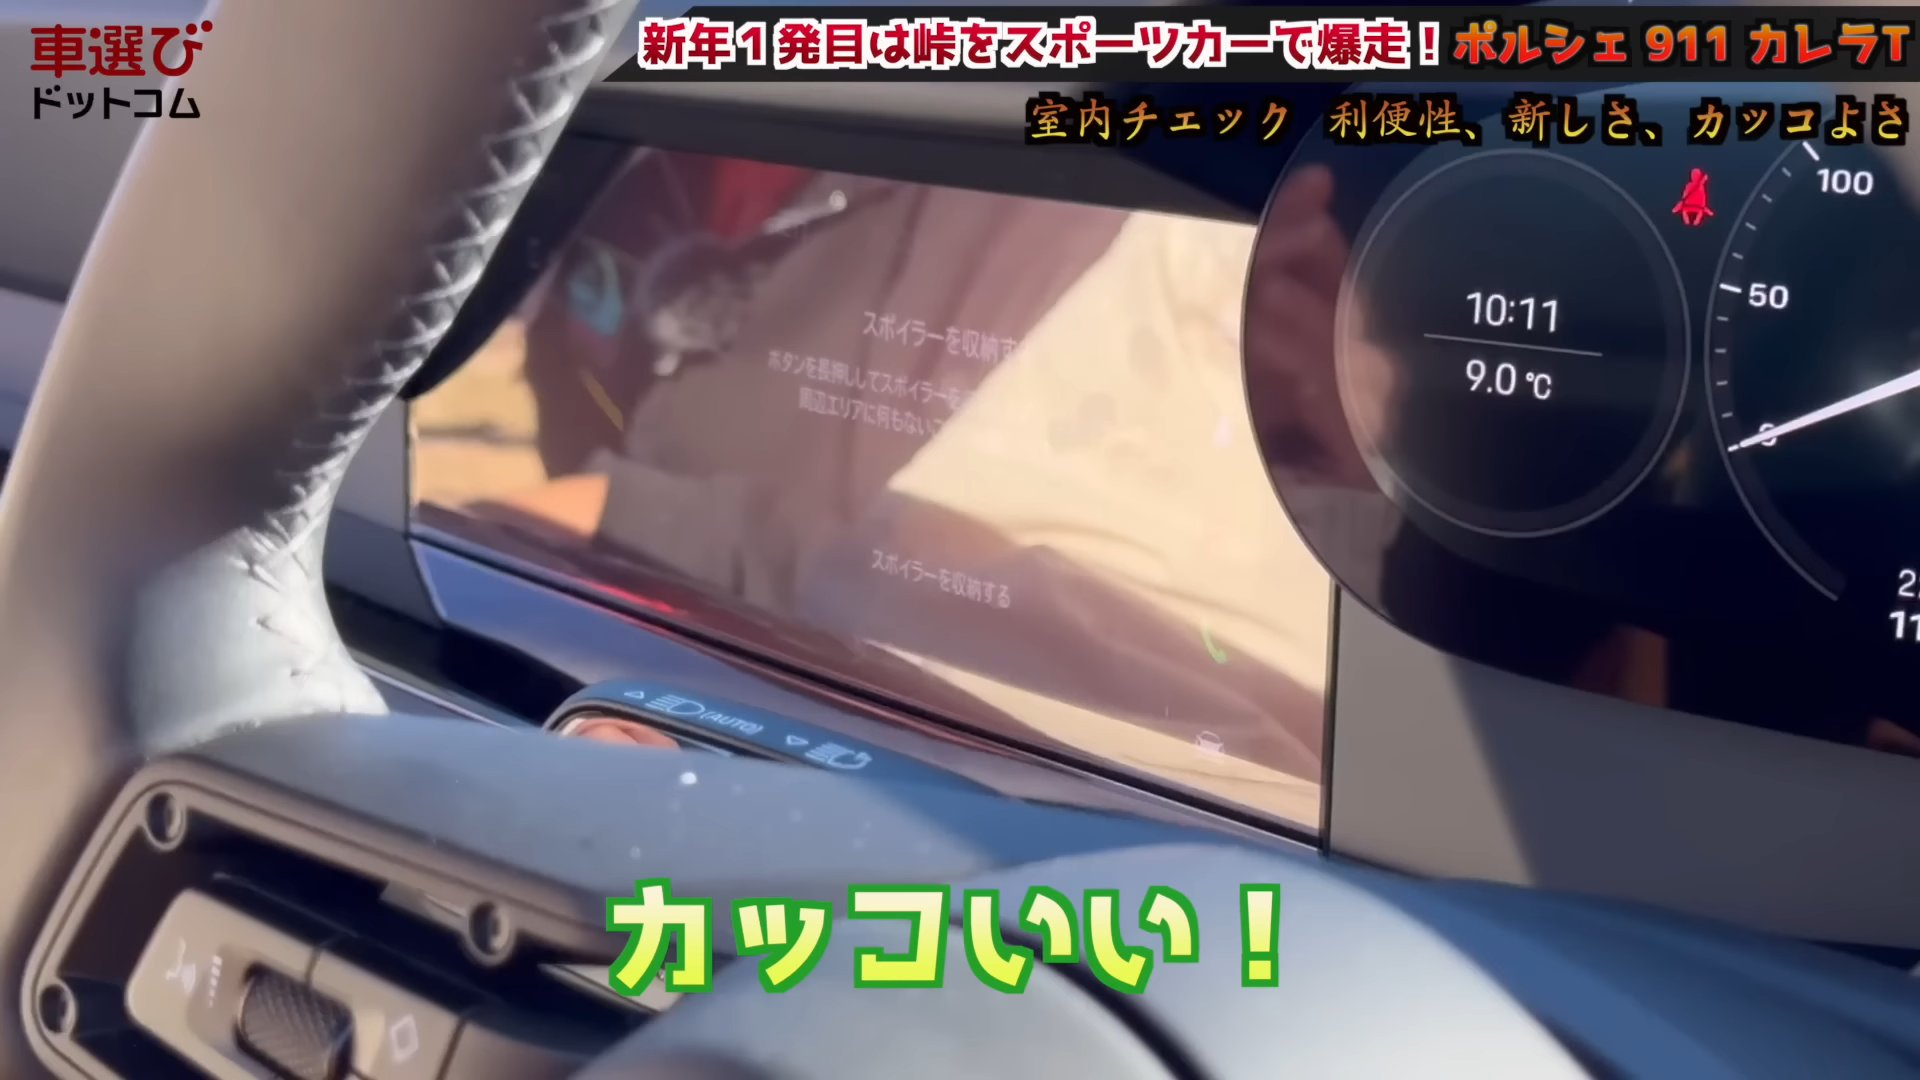 車選び
ドットコム
新年1発目は峠をスポーツカーで爆走！ポルシェ 911 カレラT
室内チェック 利便性、新しさ、カッコよさ
100
50
0
10:11
9.0 ℃
スポイラーを収納す
ボタンを長押ししてスポイラーを
周辺エリアに何もない
スポイラーを収納する
(AUTO)
カッコいい！